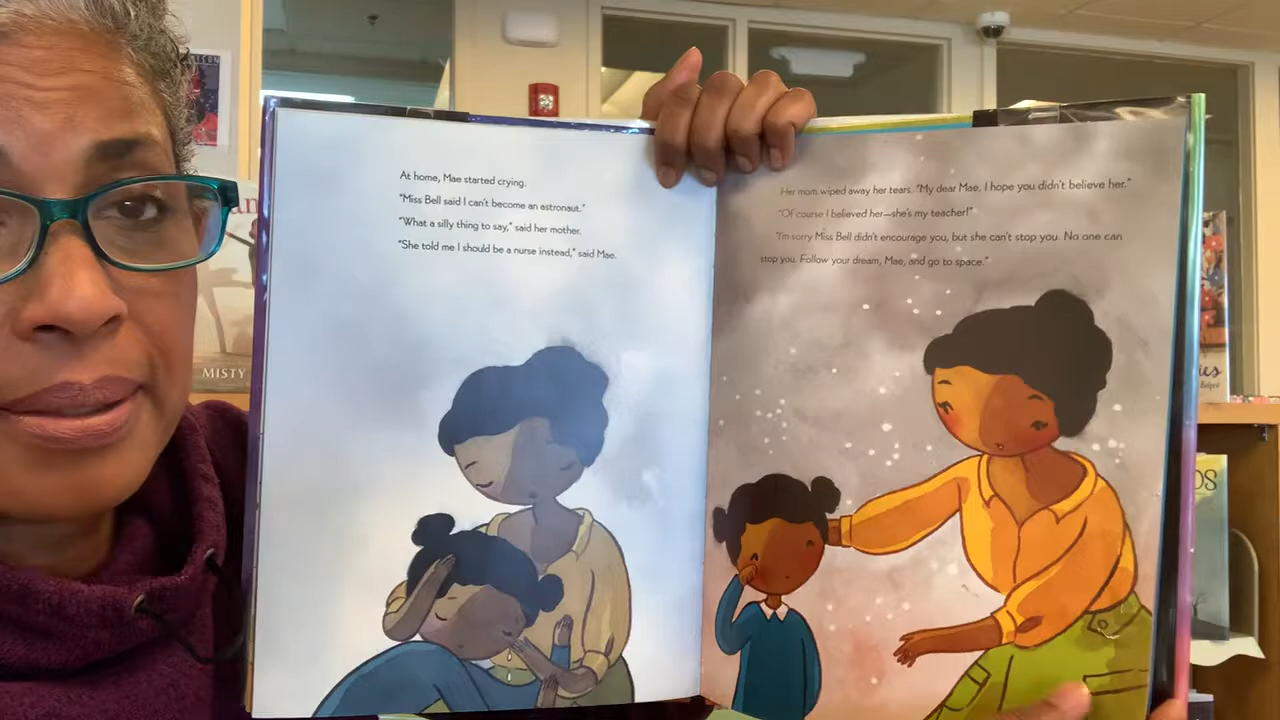 At home, Mae started crying.
"Miss Bell said I can't become an astronaut."
"What a silly thing to say," said her mother.
"She told me I should be a nurse instead," said Mae.
Her mom wiped away her tears. "My dear Mae, I hope you didn't believe her."
"Of course I believed her—she's my teacher!"
"I'm sorry Miss Bell didn't encourage you, but she can't stop you. No one can
stop you. Follow your dream, Mae, and go to space."
MISTY